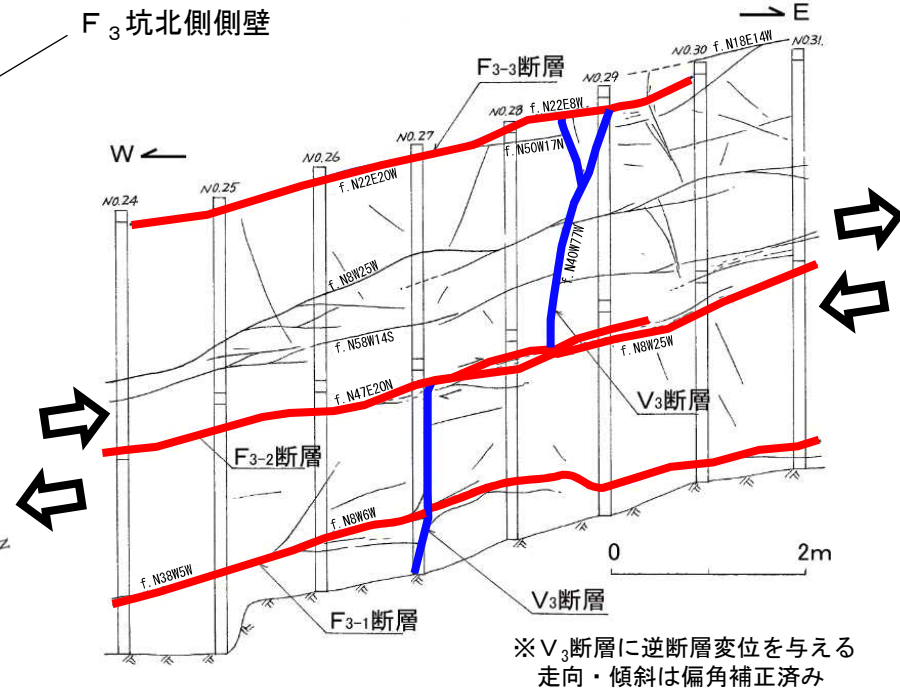 F₃坑北側側壁
→ E
W ←
NO.24
NO.25
NO.26
NO.27
NO.28
NO.29
NO.30
NO.31
F₃₋₃断層
f. N18E14W
f. N22E8W
f. N50W17N
f. N22E20W
f. N8W25W
f. N40W77W
f. N58W14S
f. N8W25W
f. N47E20N
V₃断層
F₃₋₂断層
f. N8W6W
f. N38W5W
F₃₋₁断層
V₃断層
0 2m
※V₃断層に逆断層変位を与える
走向・傾斜は偏角補正済み